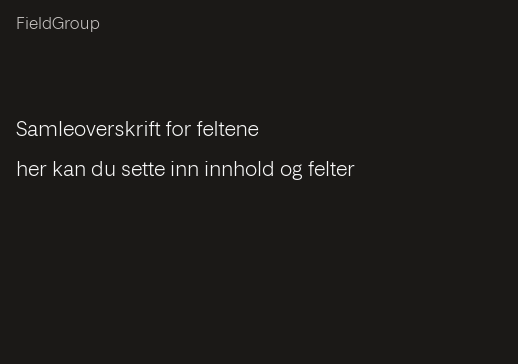 FieldGroup
Samleoverskrift for feltene
her kan du sette inn innhold og felter